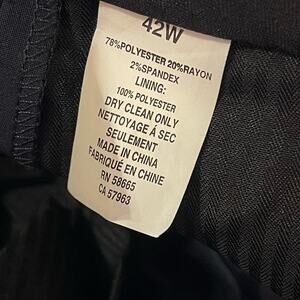 42W
78%POLYESTER 20%RAYON
2%SPANDEX
LINING:
100% POLYESTER
DRY CLEAN ONLY
NETTOYAGE À SEC
SEULEMENT
MADE IN CHINA
FABRIQUÉ EN CHINE
RN 58665
CA 57963